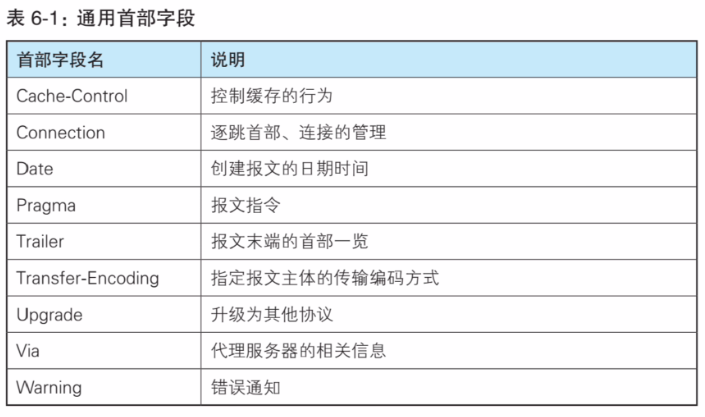 表 6-1：通用首部字段
首部字段名 说明
Cache-Control 控制缓存的行为
Connection 逐跳首部、连接的管理
Date 创建报文的日期时间
Pragma 报文指令
Trailer 报文末端的首部一览
Transfer-Encoding 指定报文主体的传输编码方式
Upgrade 升级为其他协议
Via 代理服务器的相关信息
Warning 错误通知